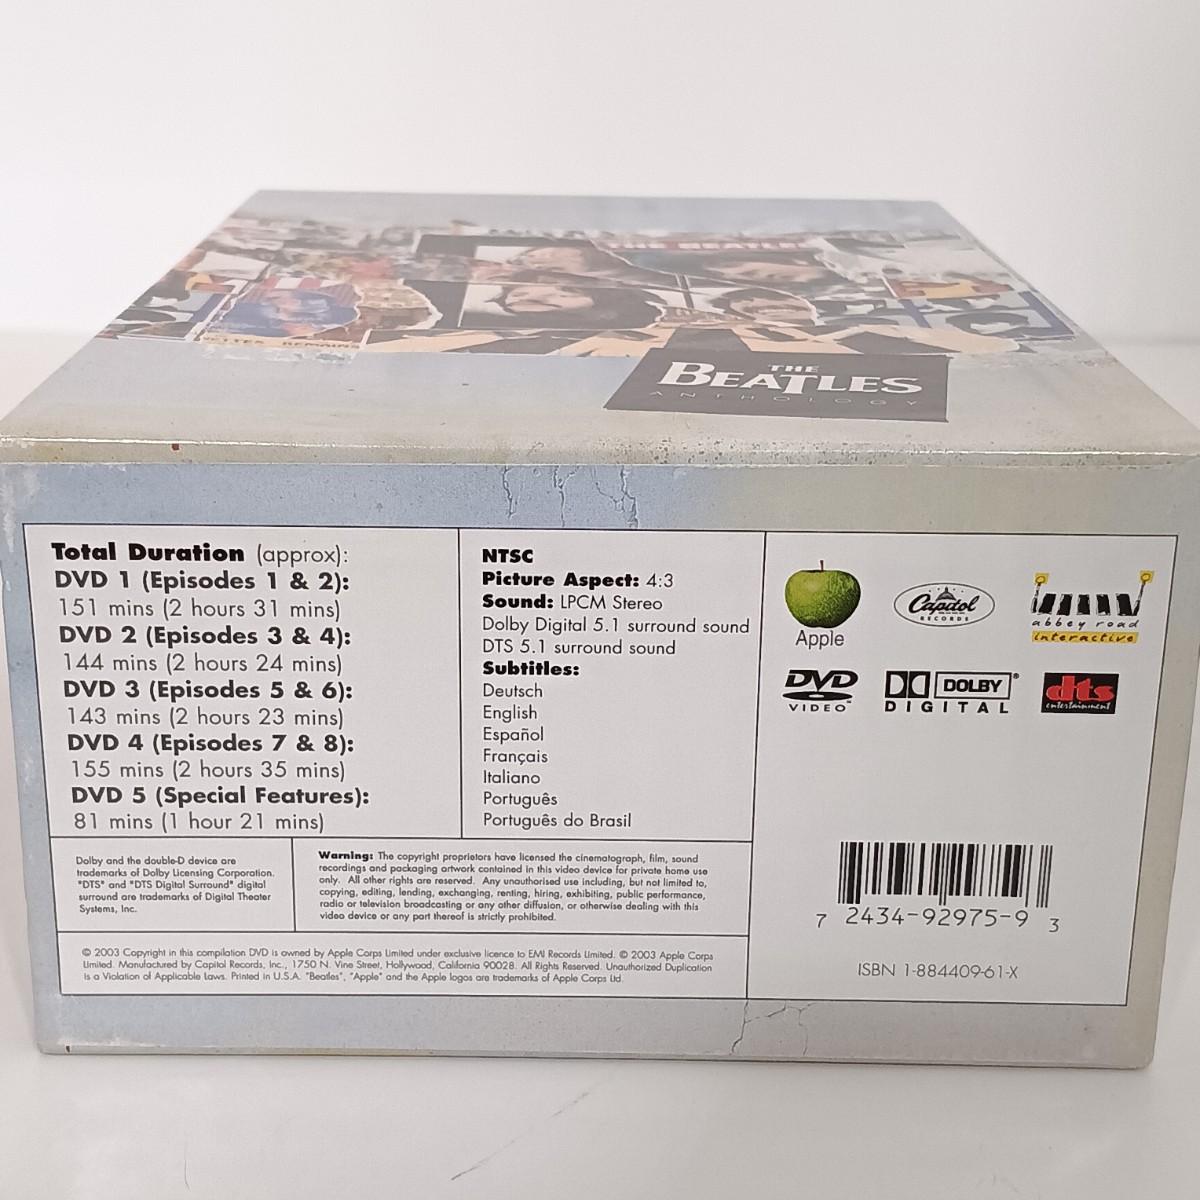 THE BEATLES
THE
BEATLES
ANTHOLOGY
Total Duration (approx):
DVD 1 (Episodes 1 & 2):
151 mins (2 hours 31 mins)
DVD 2 (Episodes 3 & 4):
144 mins (2 hours 24 mins)
DVD 3 (Episodes 5 & 6):
143 mins (2 hours 23 mins)
DVD 4 (Episodes 7 & 8):
155 mins (2 hours 35 mins)
DVD 5 (Special Features):
81 mins (1 hour 21 mins)
NTSC
Picture Aspect: 4:3
Sound: LPCM Stereo
Dolby Digital 5.1 surround sound
DTS 5.1 surround sound
Subtitles:
Deutsch
English
Español
Français
Italiano
Português
Português do Brasil
Apple
Capitol
RECORDS
abbey road
interactive
DVD
VIDEO™
DOLBY®
DIGITAL
dts
entertainment
Dolby and the double-D device are
trademarks of Dolby Licensing Corporation.
"DTS" and "DTS Digital Surround" digital
surround are trademarks of Digital Theater
Systems, Inc.
Warning: The copyright proprietors have licensed the cinematograph, film, sound
recordings and packaging artwork contained in this video device for private home use
only. All other rights are reserved. Any unauthorised use including, but not limited to,
copying, editing, lending, exchanging, renting, hiring, exhibiting, public performance,
radio or television broadcasting or any other diffusion, or otherwise dealing with this
video device or any part thereof is strictly prohibited.
© 2003 Copyright in this compilation DVD is owned by Apple Corps Limited under exclusive licence to EMI Records Limited. © 2003 Apple Corps
Limited. Manufactured by Capitol Records, Inc., 1750 N. Vine Street, Hollywood, California 90028. All Rights Reserved. Unauthorized Duplication
is a Violation of Applicable Laws. Printed in U.S.A. "Beatles", "Apple" and the Apple logos are trademarks of Apple Corps Ltd.
7 2434-92975-9 3
ISBN 1-884409-61-X